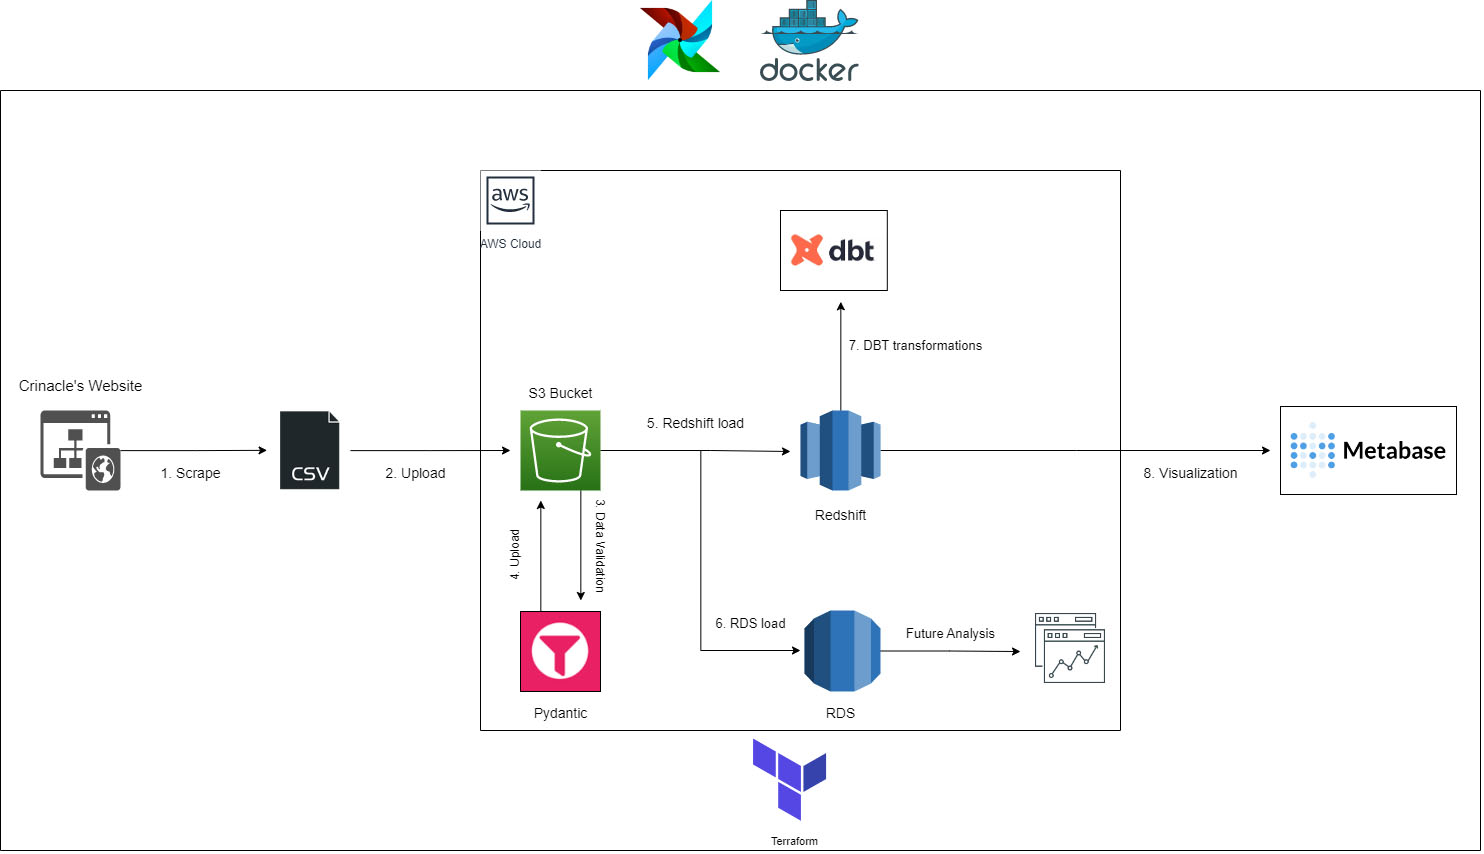 docker
aws
AWS Cloud
dbt
7. DBT transformations
Crinacle's Website
S3 Bucket
5. Redshift load
CSV
Metabase
1. Scrape
2. Upload
8. Visualization
3. Data Validation
4. Upload
Redshift
6. RDS load
Future Analysis
Pydantic
RDS
Terraform